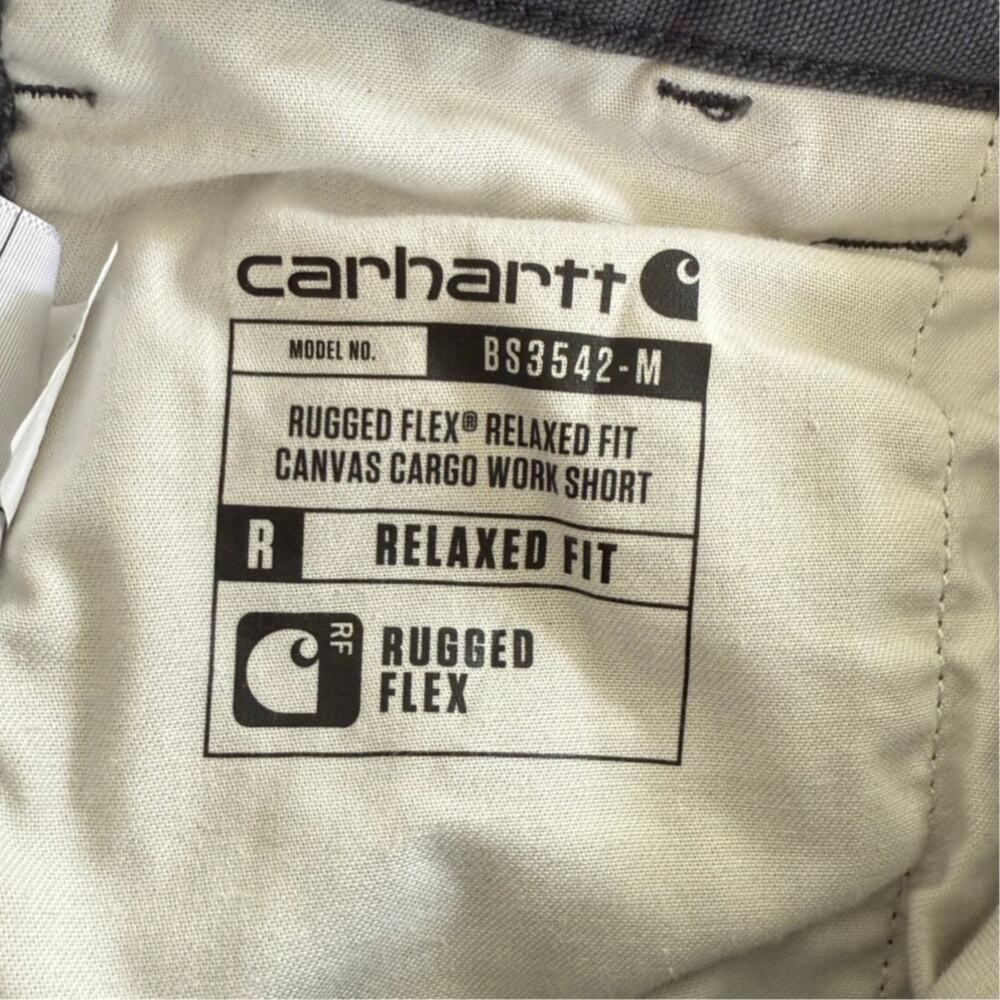 carhartt
MODEL NO. BS3542-M
RUGGED FLEX® RELAXED FIT
CANVAS CARGO WORK SHORT
R RELAXED FIT
RF
RUGGED
FLEX